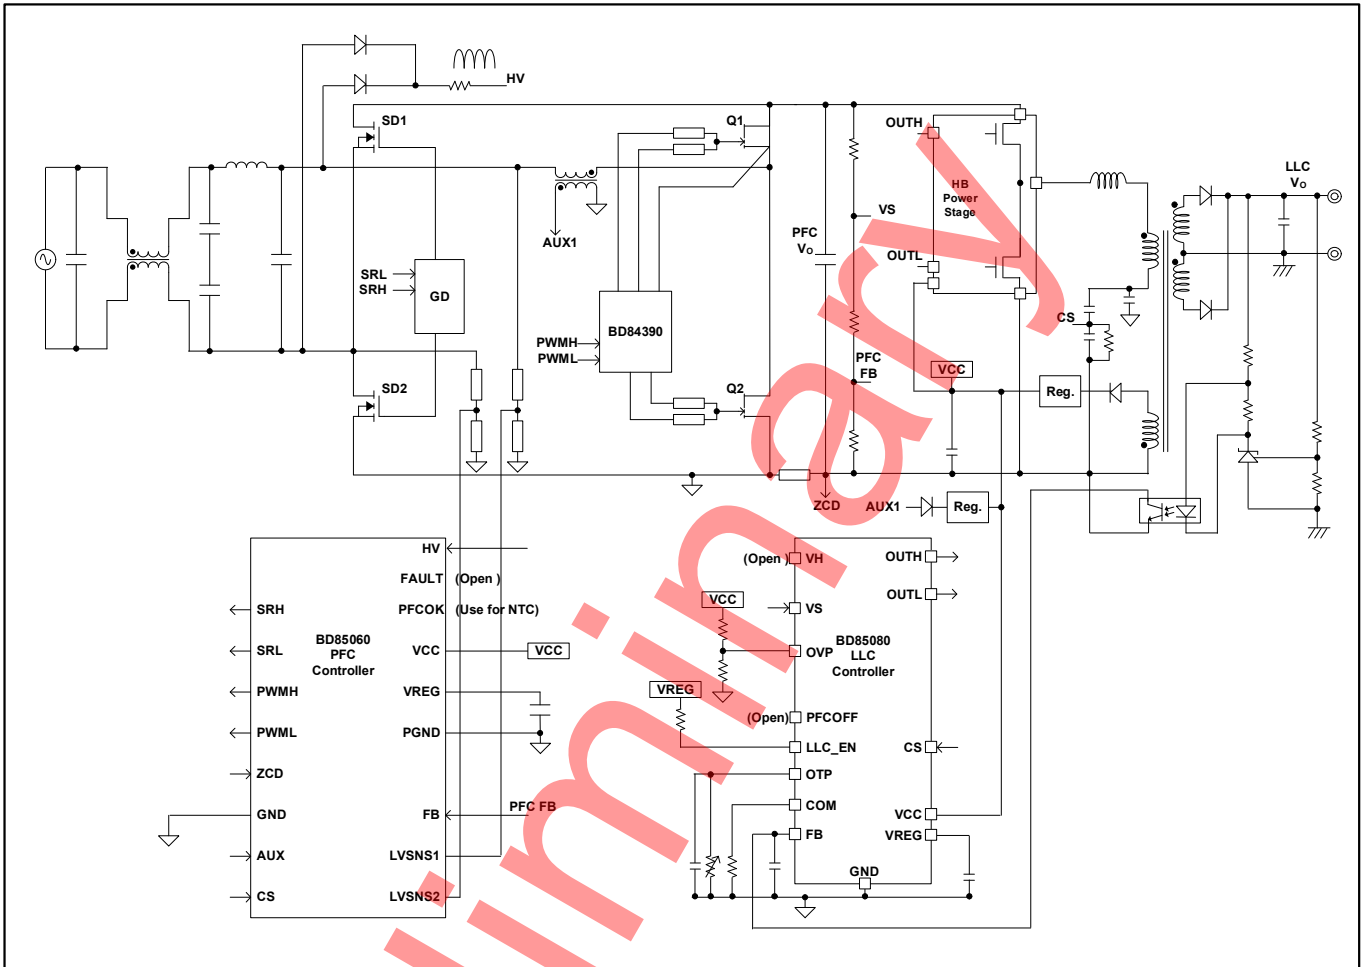 HV
SD1
Q1
OUTH
LLC
Vo
HB
Power
Stage
VS
AUX1
PFC
Vo
OUTL
SRL
SRH
GD
CS
BD84390
PWMH
PWML
PFC
FB
VCC
SD2
Q2
Reg.
ZCD
AUX1
Reg.
HV
FAULT
(Open )
SRH
PFCOK
(Use for NTC)
BD85060
PFC
Controller
SRL
VCC
VCC
PWMH
VREG
PWML
PGND
ZCD
GND
FB
PFC FB
AUX
LVSNS1
CS
LVSNS2
(Open )
VH
OUTH
OUTL
VCC
VS
BD85080
LLC
Controller
OVP
VREG
(Open)
PFCOFF
LLC_EN
CS
OTP
COM
VCC
FB
VREG
GND
liminary